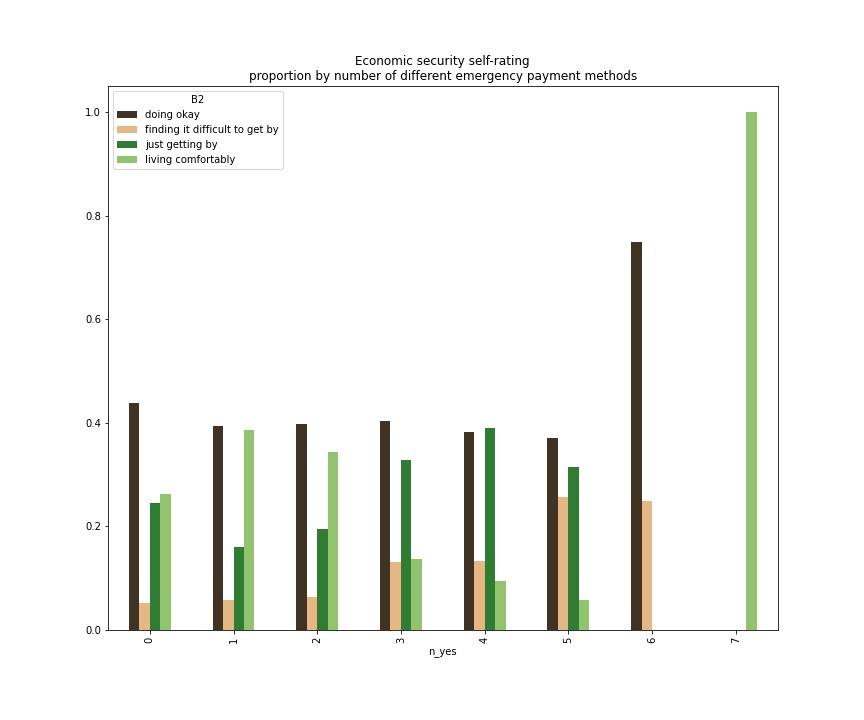 Economic security self-rating
proportion by number of different emergency payment methods
B2
doing okay
finding it difficult to get by
just getting by
living comfortably
1.0
0.8
0.6
0.4
0.2
0.0
0 1 2 3 4 5 6 7
n_yes